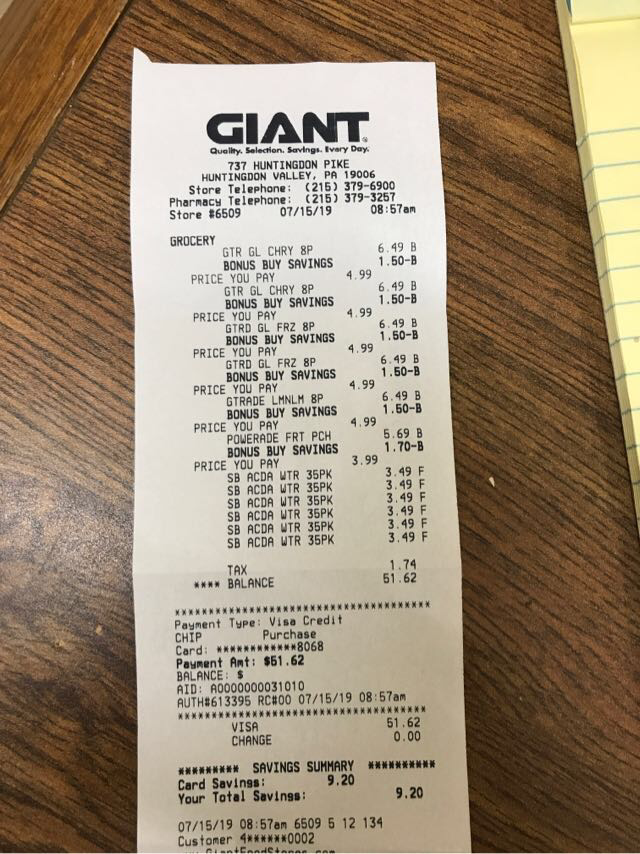 GIANT
Quality. Selection. Savings. Every Day.
737 HUNTINGDON PIKE
HUNTINGDON VALLEY, PA 19006
Store Telephone: (215) 379-6900
Pharmacy Telephone: (215) 379-3257
Store #6509 07/15/19 08:57am
GROCERY
GTR GL CHRY 8P 6.49 B
BONUS BUY SAVINGS 1.50-B
PRICE YOU PAY 4.99
GTR GL CHRY 8P 6.49 B
BONUS BUY SAVINGS 1.50-B
PRICE YOU PAY 4.99
GTRD GL FRZ 8P 6.49 B
BONUS BUY SAVINGS 1.50-B
PRICE YOU PAY 4.99
GTRD GL FRZ 8P 6.49 B
BONUS BUY SAVINGS 1.50-B
PRICE YOU PAY 4.99
GTRADE LMNLM 8P 6.49 B
BONUS BUY SAVINGS 1.50-B
PRICE YOU PAY 4.99
POWERADE FRT PCH 5.69 B
BONUS BUY SAVINGS 1.70-B
PRICE YOU PAY 3.99
SB ACDA WTR 35PK 3.49 F
SB ACDA WTR 35PK 3.49 F
SB ACDA WTR 35PK 3.49 F
SB ACDA WTR 35PK 3.49 F
SB ACDA WTR 35PK 3.49 F
SB ACDA WTR 35PK 3.49 F
TAX 1.74
**** BALANCE 51.62
************************************
Payment Type: Visa Credit
CHIP Purchase
Card: ************8068
Payment Amt: $51.62
BALANCE: $
AID: A0000000031010
AUTH#613395 RC#00 07/15/19 08:57am
************************************
VISA 51.62
CHANGE 0.00
********* SAVINGS SUMMARY **********
Card Savings: 9.20
Your Total Savings: 9.20
07/15/19 08:57am 6509 5 12 134
Customer 4******0002
www.GiantFoodStores.com